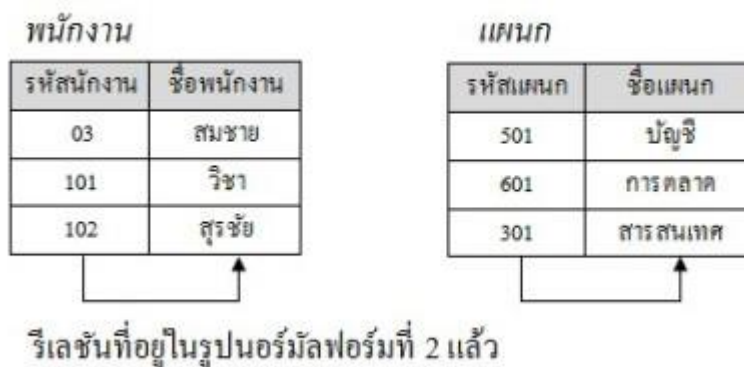 พนักงาน
แผนก
รหัสนักงาน ชื่อพนักงาน
03 สมชาย
101 วิชา
102 สุรชัย
รหัสแผนก ชื่อแผนก
501 บัญชี
601 การตลาด
301 สารสนเทศ
รีเลชันที่อยู่ในรูปนอร์มัลฟอร์มที่ 2 แล้ว